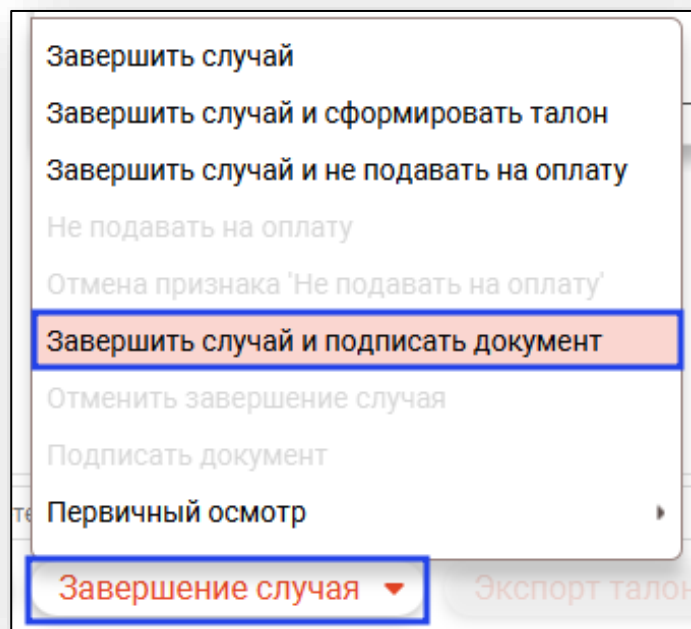 Завершить случай
Завершить случай и сформировать талон
Завершить случай и не подавать на оплату
Не подавать на оплату
Отмена признака 'Не подавать на оплату'
Завершить случай и подписать документ
Отменить завершение случая
Подписать документ
Первичный осмотр
Завершение случая
Экспорт талон